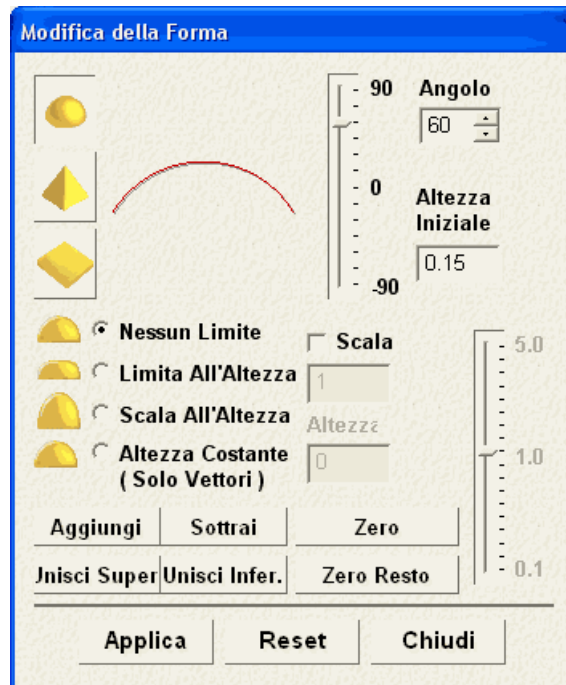 Modifica della Forma
90
0
-90
Angolo
60
Altezza
Iniziale
0.15
Nessun Limite
Limita All'Altezza
Scala All'Altezza
Altezza Costante
( Solo Vettori )
Scala
1
Altezza
0
5.0
1.0
0.1
Aggiungi Sottrai Zero
Jnisci Super Unisci Infer. Zero Resto
Applica Reset Chiudi